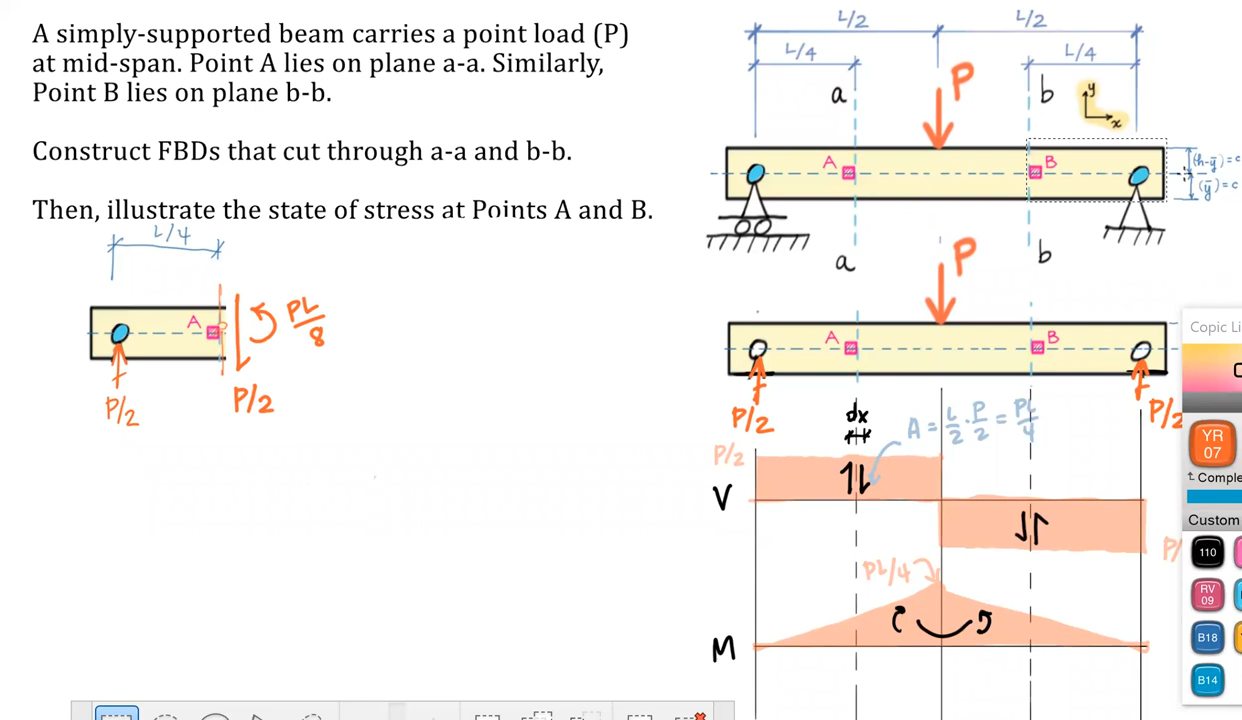 A simply-supported beam carries a point load (P)
at mid-span. Point A lies on plane a-a. Similarly,
Point B lies on plane b-b.
Construct FBDs that cut through a-a and b-b.
Then, illustrate the state of stress at Points A and B.
L/4
A
PL/8
P/2
P/2
L/2
L/2
L/4
L/4
a
P
b
y
x
A
B
(h-ȳ)=c
(ȳ)=c
a
P
b
A
B
P/2
dx
A = L/2 · P/2 = PL/4
P/2
P/2
V
PL/4
M
Copic Li
YR
07
Comple
Custom
110
RV
09
B18
B14